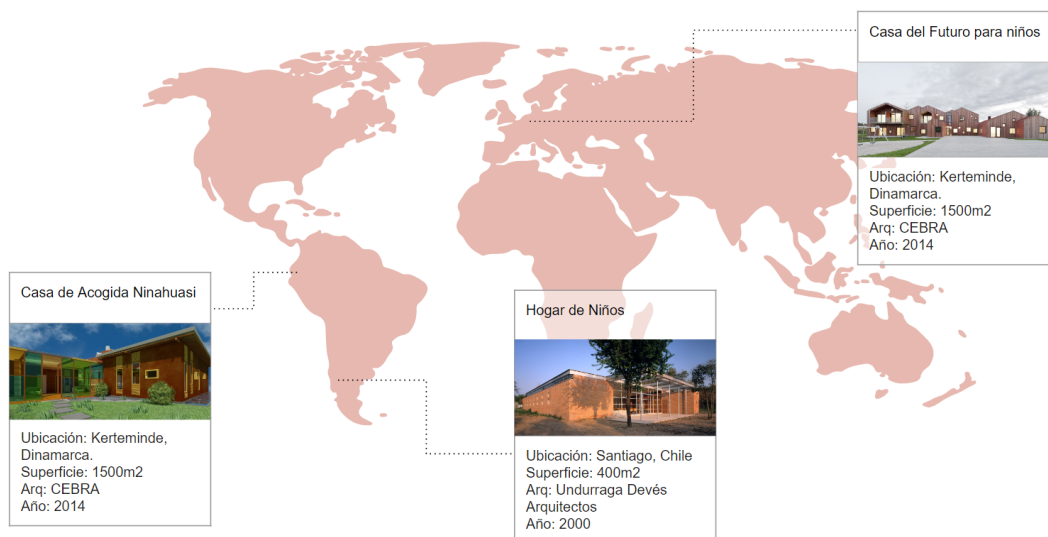 Casa del Futuro para niños
Ubicación: Kerteminde,
Dinamarca.
Superficie: 1500m2
Arq: CEBRA
Año: 2014
Casa de Acogida Ninahuasi
Ubicación: Kerteminde,
Dinamarca.
Superficie: 1500m2
Arq: CEBRA
Año: 2014
Hogar de Niños
Ubicación: Santiago, Chile
Superficie: 400m2
Arq: Undurraga Devés
Arquitectos
Año: 2000